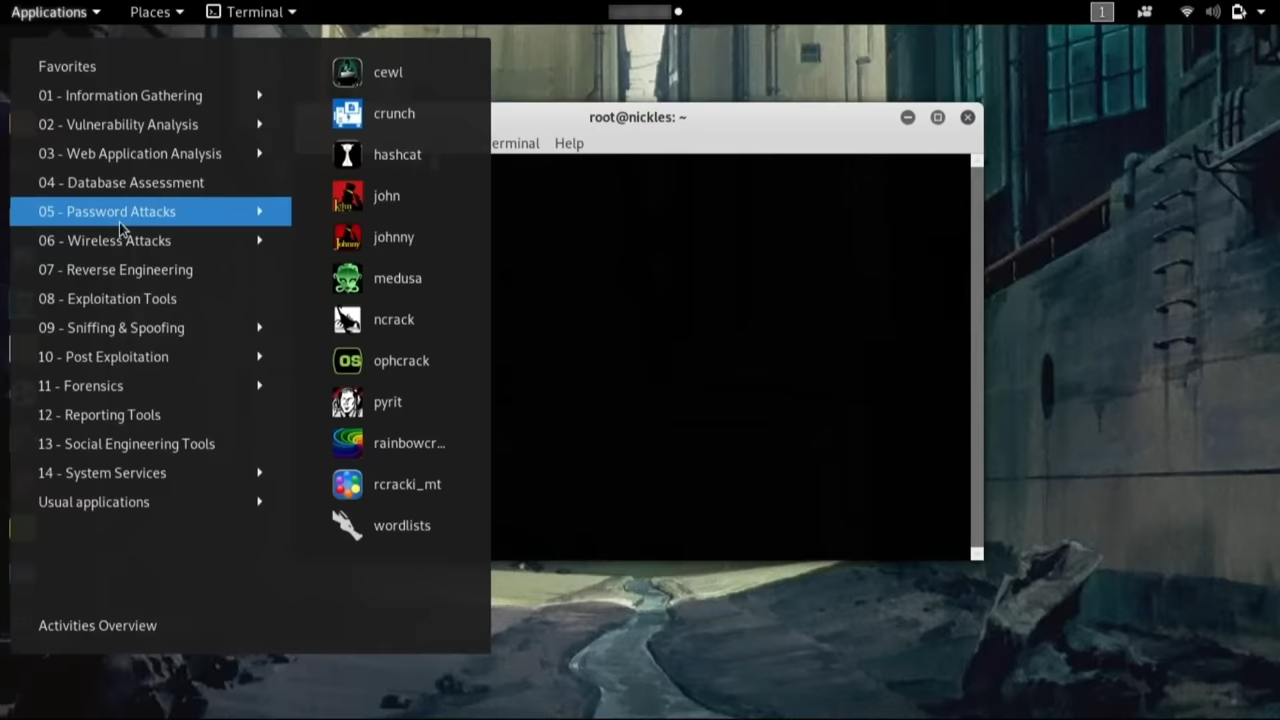 Applications Places Terminal 1
Favorites
01 - Information Gathering
02 - Vulnerability Analysis
03 - Web Application Analysis
04 - Database Assessment
05 - Password Attacks
06 - Wireless Attacks
07 - Reverse Engineering
08 - Exploitation Tools
09 - Sniffing & Spoofing
10 - Post Exploitation
11 - Forensics
12 - Reporting Tools
13 - Social Engineering Tools
14 - System Services
Usual applications
Activities Overview
cewl
crunch
hashcat
john
johnny
medusa
ncrack
OS
ophcrack
pyrit
rainbowcr...
rcracki_mt
wordlists
root@nickles: ~
erminal Help